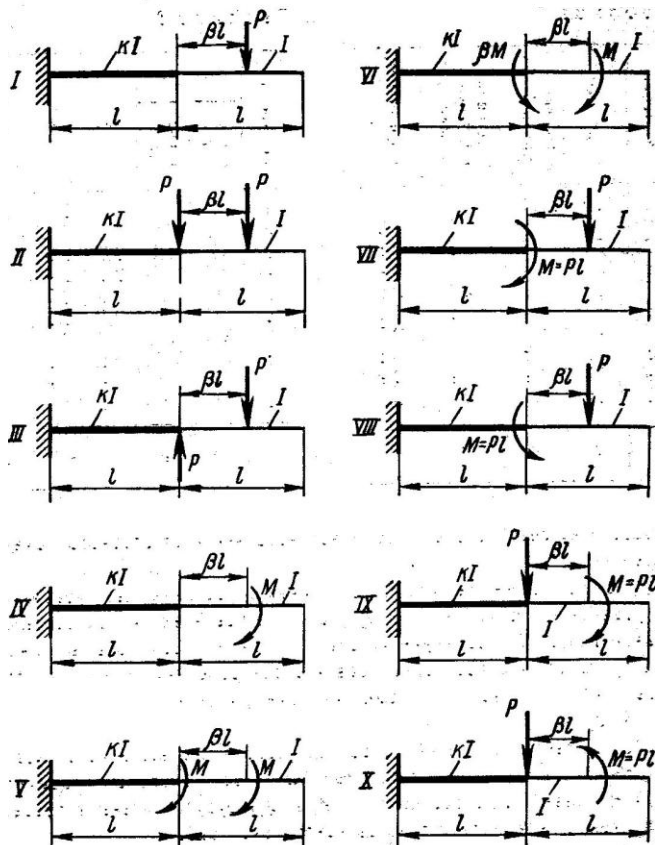 I κI βl P I l l
II κI P βl P I l l
III κI P βl P I l l
IV κI βl M I l l
V κI M βl M I l l
VI κI βM βl M I l l
VII κI M=Pl βl P I l l
VIII κI M=Pl βl P I l l
IX κI P βl M=Pl I l l
X κI P βl M=Pl I l l